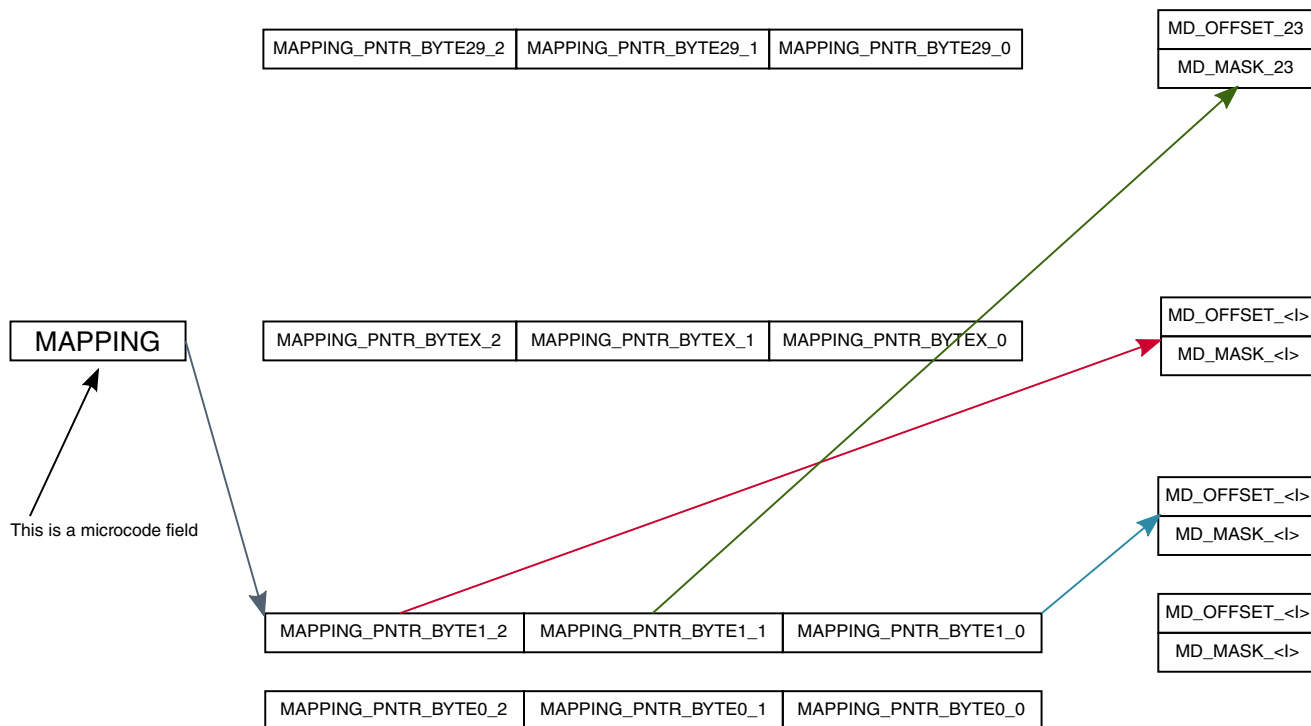 MAPPING_PNTR_BYTE29_2 MAPPING_PNTR_BYTE29_1 MAPPING_PNTR_BYTE29_0
MD_OFFSET_23
MD_MASK_23
MAPPING
MAPPING_PNTR_BYTEX_2 MAPPING_PNTR_BYTEX_1 MAPPING_PNTR_BYTEX_0
MD_OFFSET_<I>
MD_MASK_<I>
This is a microcode field
MD_OFFSET_<I>
MD_MASK_<I>
MAPPING_PNTR_BYTE1_2 MAPPING_PNTR_BYTE1_1 MAPPING_PNTR_BYTE1_0
MD_OFFSET_<I>
MD_MASK_<I>
MAPPING_PNTR_BYTE0_2 MAPPING_PNTR_BYTE0_1 MAPPING_PNTR_BYTE0_0